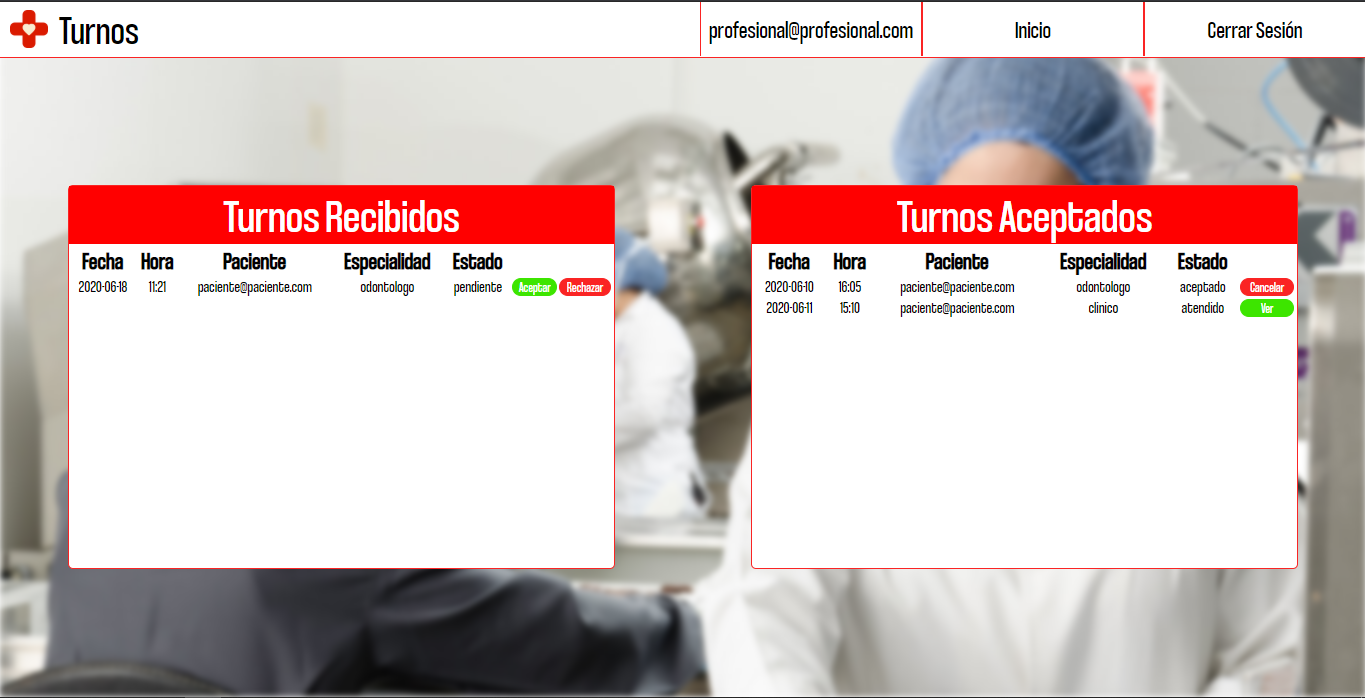 Turnos
profesional@profesional.com
Inicio
Cerrar Sesión
Turnos Recibidos
Fecha Hora Paciente Especialidad Estado
2020-06-18 11:21 paciente@paciente.com odontologo pendiente Aceptar Rechazar
Turnos Aceptados
Fecha Hora Paciente Especialidad Estado
2020-06-10 16:05 paciente@paciente.com odontologo aceptado Cancelar
2020-06-11 15:10 paciente@paciente.com clinico atendido Ver